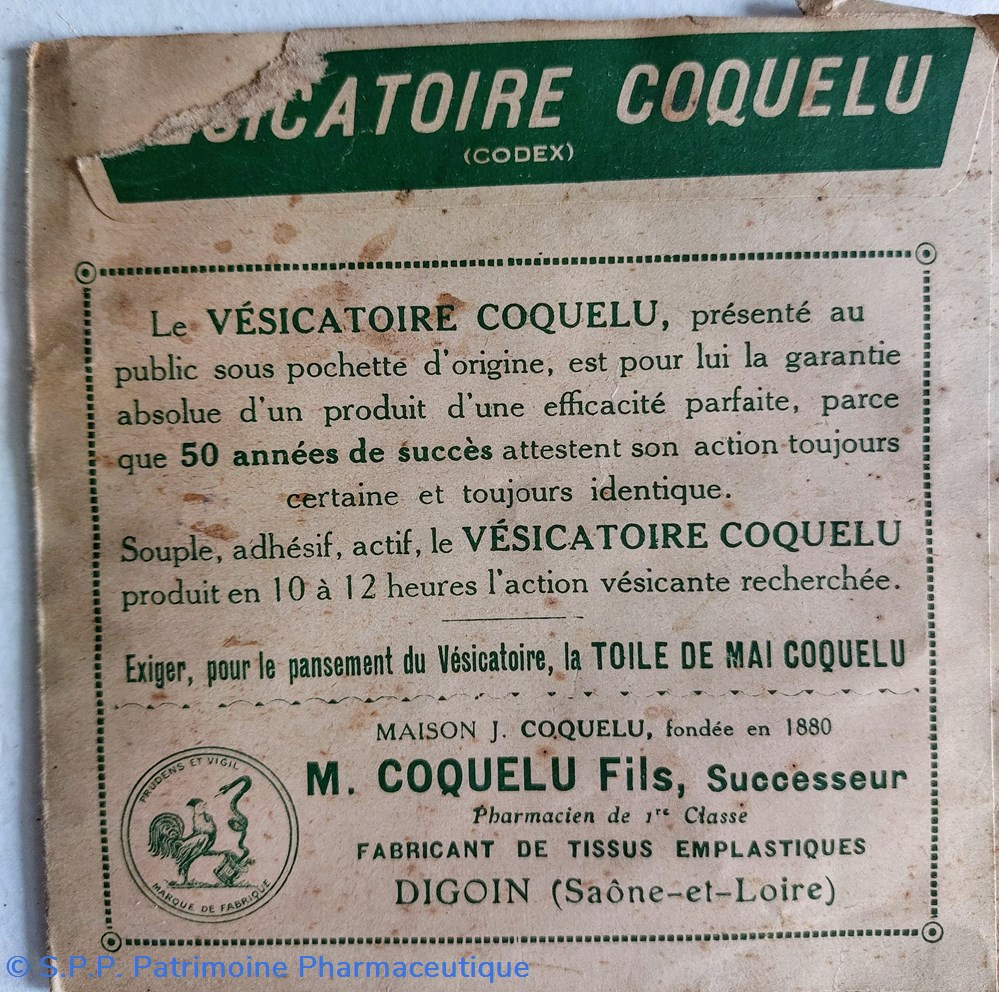 VÉSICATOIRE COQUELU
(CODEX)
Le VÉSICATOIRE COQUELU, présenté au
public sous pochette d'origine, est pour lui la garantie
absolue d'un produit d'une efficacité parfaite, parce
que 50 années de succès attestent son action toujours
certaine et toujours identique.
Souple, adhésif, actif, le VÉSICATOIRE COQUELU
produit en 10 à 12 heures l'action vésicante recherchée.
Exiger, pour le pansement du Vésicatoire, la TOILE DE MAI COQUELU
MAISON J. COQUELU, fondée en 1880
M. COQUELU Fils, Successeur
Pharmacien de 1re Classe
FABRICANT DE TISSUS EMPLASTIQUES
DIGOIN (Saône-et-Loire)
PRUDENS ET VIGIL
MARQUE DE FABRIQUE
© S.P.P. Patrimoine Pharmaceutique